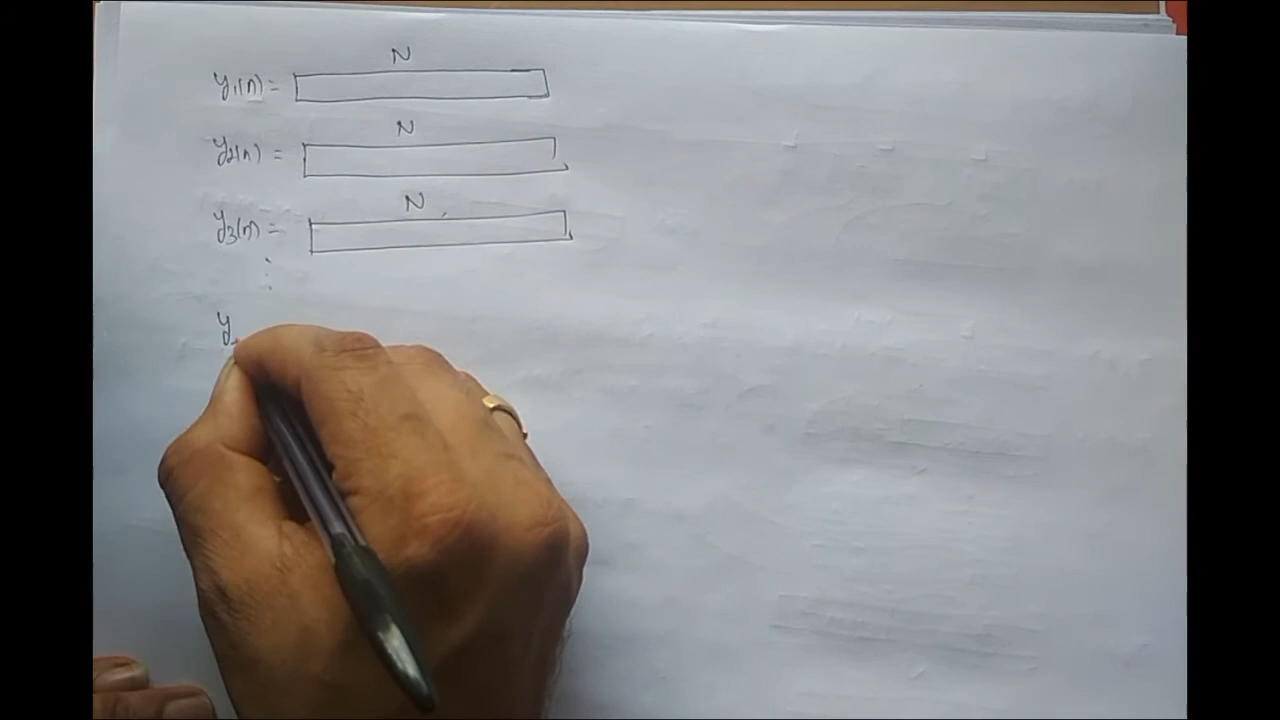 N
y₁(n) =
N
y₂(n) =
N
y₃(n) =
⋮
y